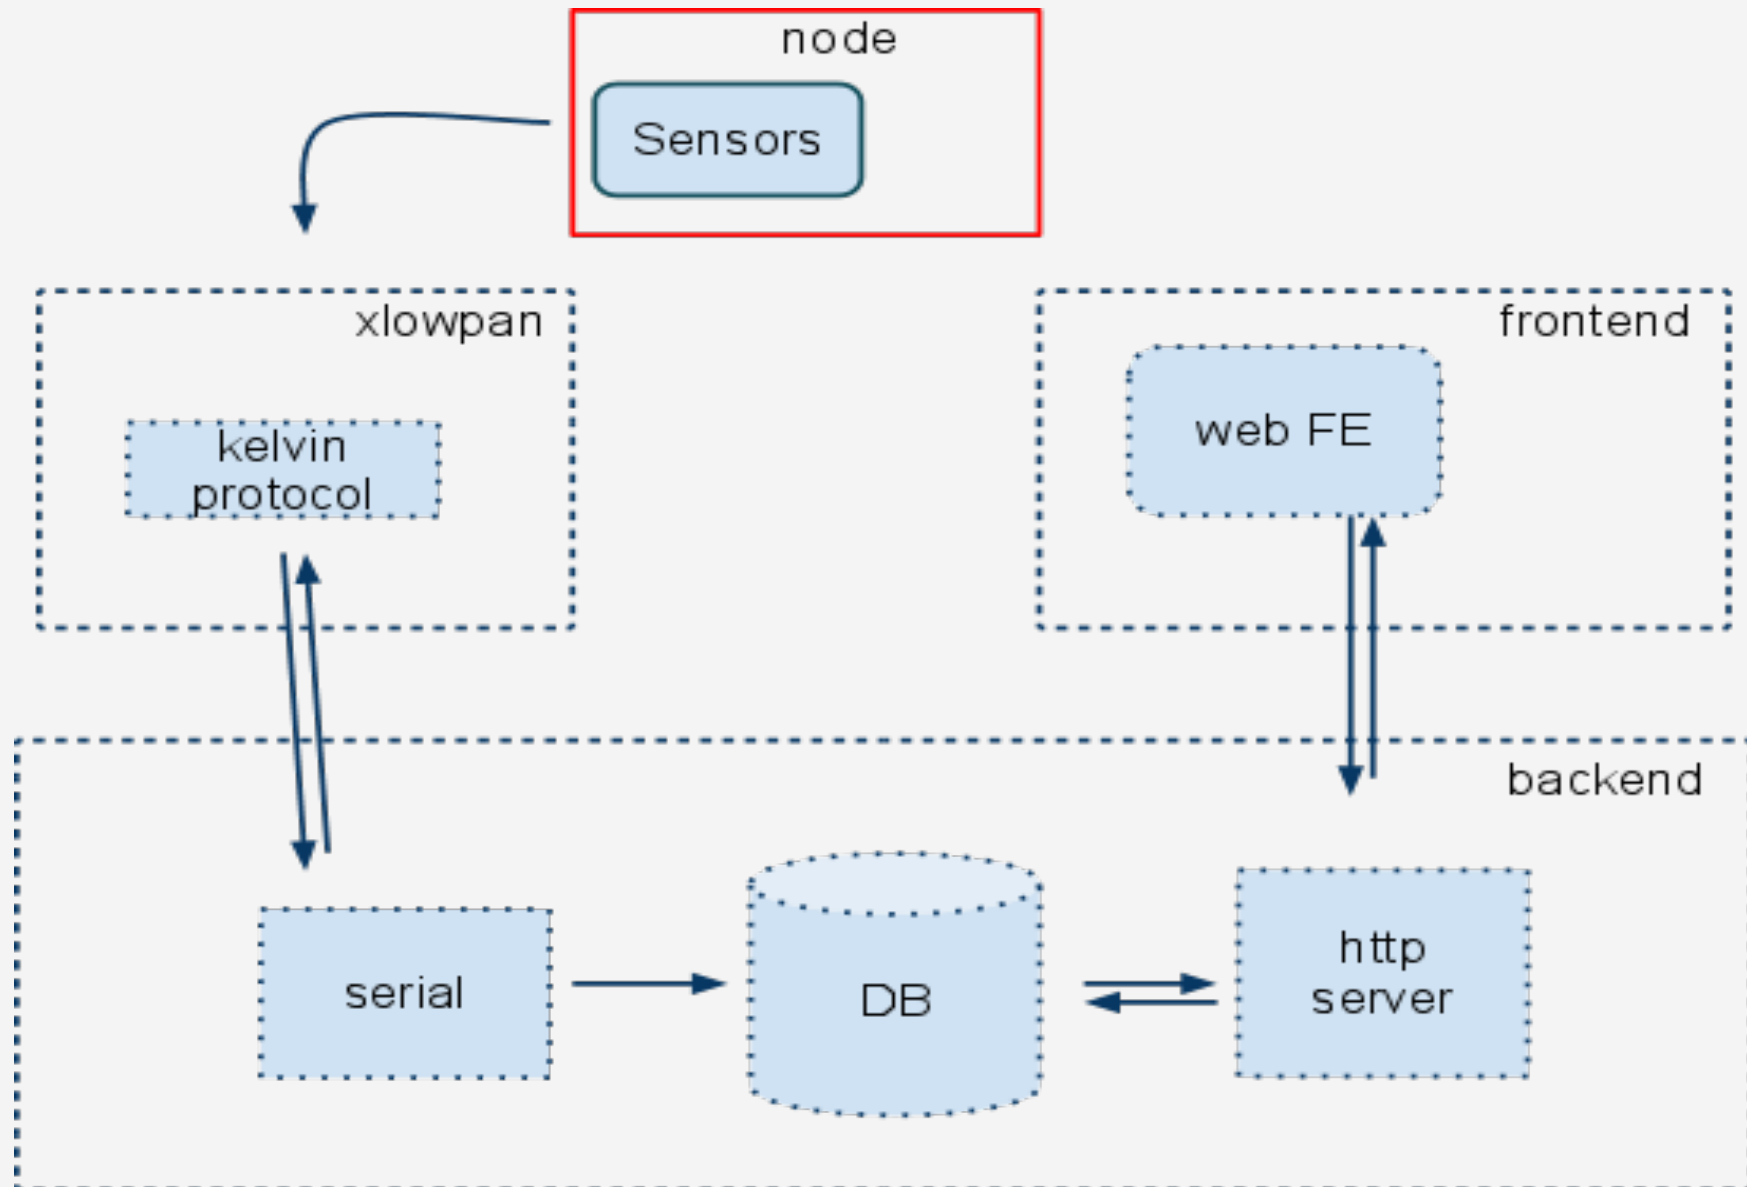 node
Sensors
xlowpan
kelvin
protocol
frontend
web FE
backend
serial
DB
http
server